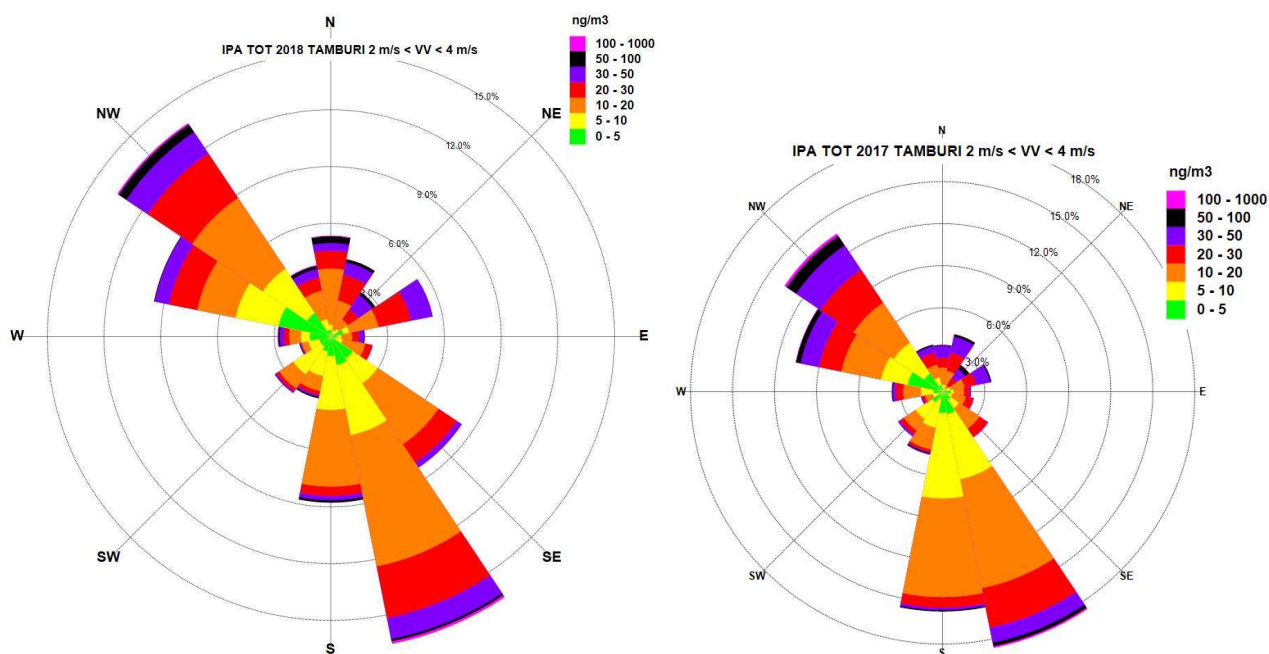 N
IPA TOT 2018 TAMBURI 2 m/s < VV < 4 m/s
ng/m3
100 - 1000
50 - 100
30 - 50
20 - 30
10 - 20
5 - 10
0 - 5
15.0%
12.0%
9.0%
6.0%
3.0%
NW
NE
W
E
SW
SE
S
N
IPA TOT 2017 TAMBURI 2 m/s < VV < 4 m/s
ng/m3
100 - 1000
50 - 100
30 - 50
20 - 30
10 - 20
5 - 10
0 - 5
18.0%
15.0%
12.0%
9.0%
6.0%
3.0%
NW
NE
W
E
SW
SE
S